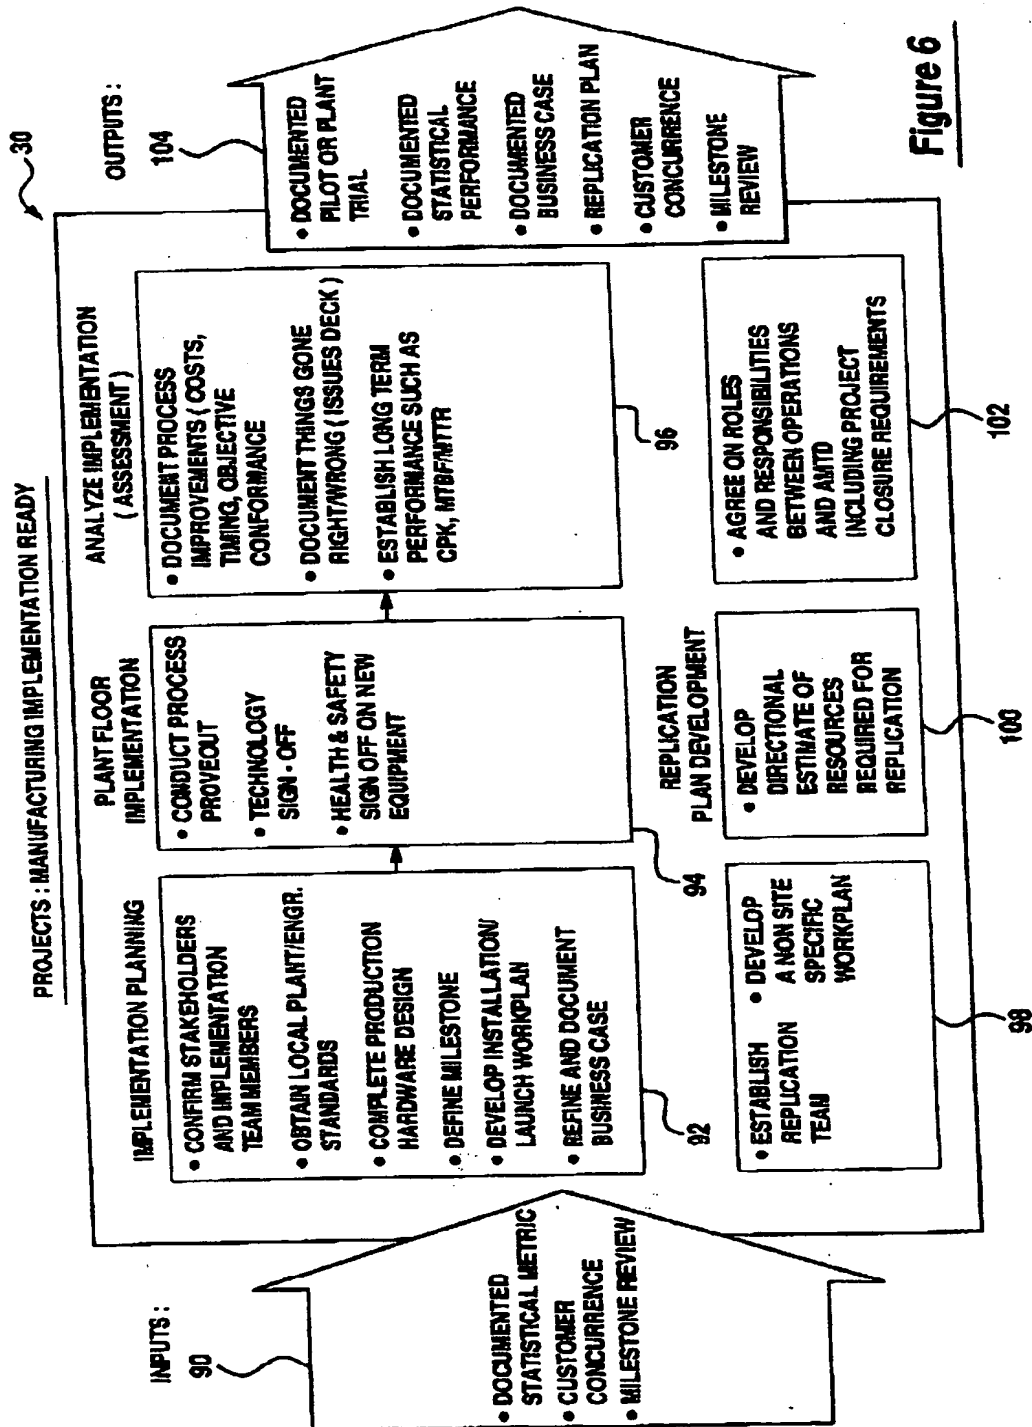 PROJECTS : MANUFACTURING IMPLEMENTATION READY
30
INPUTS :
90
• DOCUMENTED
STATISTICAL METRIC
• CUSTOMER
CONCURRENCE
• MILESTONE REVIEW
IMPLEMENTATION PLANNING
• CONFIRM STAKEHOLDERS
AND IMPLEMENTATION
TEAM MEMBERS
• OBTAIN LOCAL PLANT/ENGR.
STANDARDS
• COMPLETE PRODUCTION
HARDWARE DESIGN
• DEFINE MILESTONE
• DEVELOP INSTALLATION/
LAUNCH WORKPLAN
• REFINE AND DOCUMENT
BUSINESS CASE
92
PLANT FLOOR
IMPLEMENTATION
• CONDUCT PROCESS
PROVEOUT
• TECHNOLOGY
SIGN - OFF
• HEALTH & SAFETY
SIGN OFF ON NEW
EQUIPMENT
94
ANALYZE IMPLEMENTATION
( ASSESSMENT )
• DOCUMENT PROCESS
IMPROVEMENTS ( COSTS,
TIMING, OBJECTIVE
CONFORMANCE
• DOCUMENT THINGS GONE
RIGHT/WRONG ( ISSUES DECK )
• ESTABLISH LONG TERM
PERFORMANCE SUCH AS
CPK, MTBF/MTTR
96
• ESTABLISH
REPLICATION
TEAM
• DEVELOP
A NON SITE
SPECIFIC
WORKPLAN
98
REPLICATION
PLAN DEVELOPMENT
• DEVELOP
DIRECTIONAL
ESTIMATE OF
RESOURCES
REQUIRED FOR
REPLICATION
100
• AGREE ON ROLES
AND RESPONSIBILITIES
BETWEEN OPERATIONS
AND AMTD
INCLUDING PROJECT
CLOSURE REQUIREMENTS
102
OUTPUTS :
104
• DOCUMENTED
PILOT OR PLANT
TRIAL
• DOCUMENTED
STATISTICAL
PERFORMANCE
• DOCUMENTED
BUSINESS CASE
• REPLICATION PLAN
• CUSTOMER
CONCURRENCE
• MILESTONE
REVIEW
Figure 6